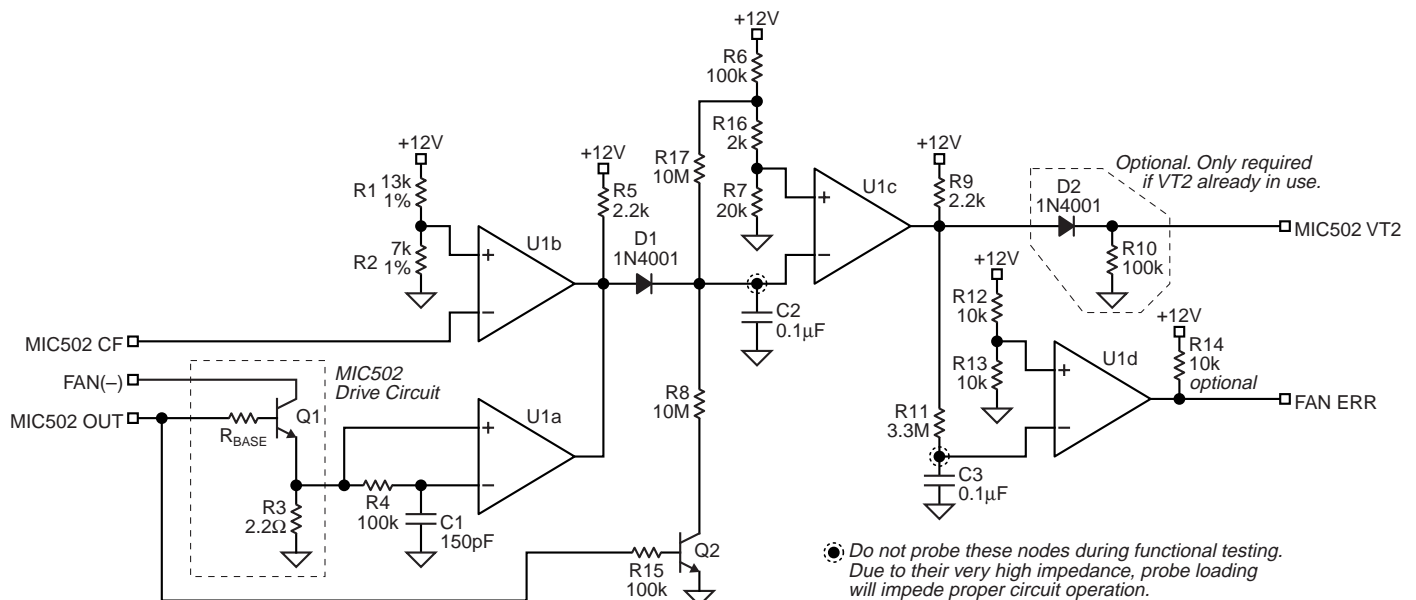 +12V
R6
100k
+12V
R1
13k
1%
7k
1%
R2
+12V
R5
2.2k
R17
10M
R16
2k
R7
20k
U1c
+
−
+12V
R9
2.2k
Optional. Only required
if VT2 already in use.
D2
1N4001
MIC502 VT2
R10
100k
U1b
+
−
D1
1N4001
C2
0.1µF
+12V
R12
10k
R13
10k
+12V
R14
10k
optional
U1d
+
−
FAN ERR
MIC502 CF
FAN(–)
MIC502 OUT
MIC502
Drive Circuit
RBASE
Q1
R3
2.2Ω
R4
100k
C1
150pF
U1a
+
−
R8
10M
R11
3.3M
C3
0.1µF
R15
100k
Q2
Do not probe these nodes during functional testing.
Due to their very high impedance, probe loading
will impede proper circuit operation.